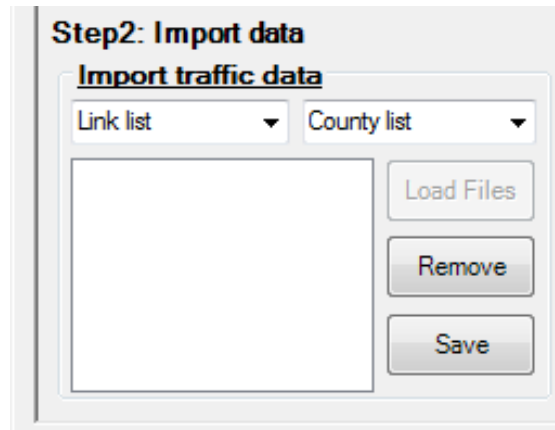 Step2: Import data
Import traffic data
Link list County list
Load Files
Remove
Save